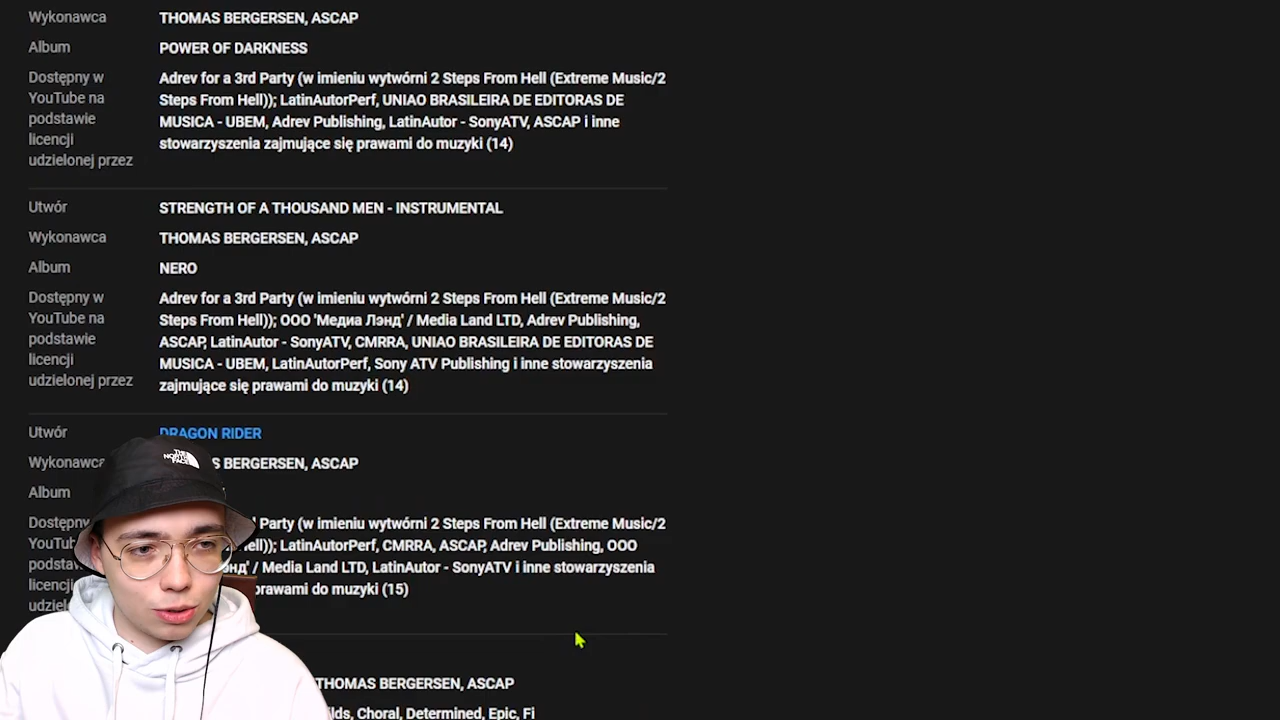 Wykonawca THOMAS BERGERSEN, ASCAP
Album POWER OF DARKNESS
Dostępny w YouTube na podstawie licencji udzielonej przez
Adrev for a 3rd Party (w imieniu wytwórni 2 Steps From Hell (Extreme Music/2
Steps From Hell)); LatinAutorPerf, UNIAO BRASILEIRA DE EDITORAS DE
MUSICA - UBEM, Adrev Publishing, LatinAutor - SonyATV, ASCAP i inne
stowarzyszenia zajmujące się prawami do muzyki (14)
Utwór STRENGTH OF A THOUSAND MEN - INSTRUMENTAL
Wykonawca THOMAS BERGERSEN, ASCAP
Album NERO
Dostępny w YouTube na podstawie licencji udzielonej przez
Adrev for a 3rd Party (w imieniu wytwórni 2 Steps From Hell (Extreme Music/2
Steps From Hell)); ООО 'Медиа Лэнд' / Media Land LTD, Adrev Publishing,
ASCAP, LatinAutor - SonyATV, CMRRA, UNIAO BRASILEIRA DE EDITORAS DE
MUSICA - UBEM, LatinAutorPerf, Sony ATV Publishing i inne stowarzyszenia
zajmujące się prawami do muzyki (14)
Utwór DRAGON RIDER
Wykonawca BERGERSEN, ASCAP
Album
Party (w imieniu wytwórni 2 Steps From Hell (Extreme Music/2
LatinAutorPerf, CMRRA, ASCAP, Adrev Publishing, ООО
/ Media Land LTD, LatinAutor - SonyATV i inne stowarzyszenia
prawami do muzyki (15)
THE NORTH FACE
THOMAS BERGERSEN, ASCAP
Choral, Determined, Epic, Fi